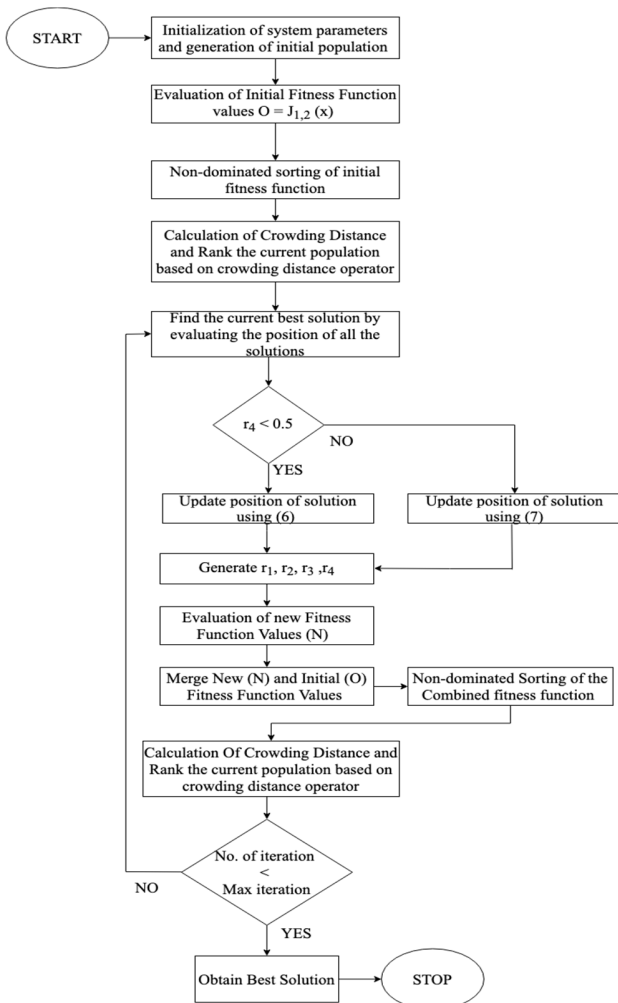 START
Initialization of system parameters
and generation of initial population
Evaluation of Initial Fitness Function
values O = J1,2 (x)
Non-dominated sorting of initial
fitness function
Calculation of Crowding Distance
and Rank the current population
based on crowding distance operator
Find the current best solution by
evaluating the position of all the
solutions
r4 < 0.5
NO
YES
Update position of solution
using (6)
Update position of solution
using (7)
Generate r1, r2, r3 ,r4
Evaluation of new Fitness
Function Values (N)
Merge New (N) and Initial (O)
Fitness Function Values
Non-dominated Sorting of the
Combined fitness function
Calculation Of Crowding Distance and
Rank the current population based on
crowding distance operator
No. of iteration
<
Max iteration
NO
YES
Obtain Best Solution
STOP